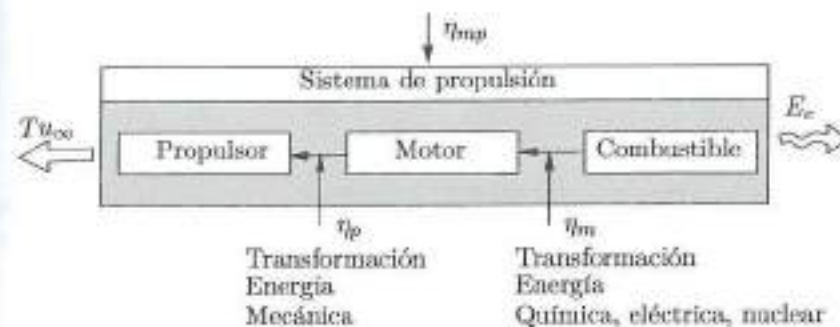 η_mp
Sistema de propulsión
Tu∞
E_c
Propulsor
Motor
Combustible
η_p
η_m
Transformación
Energía
Mecánica
Transformación
Energía
Química, eléctrica, nuclear